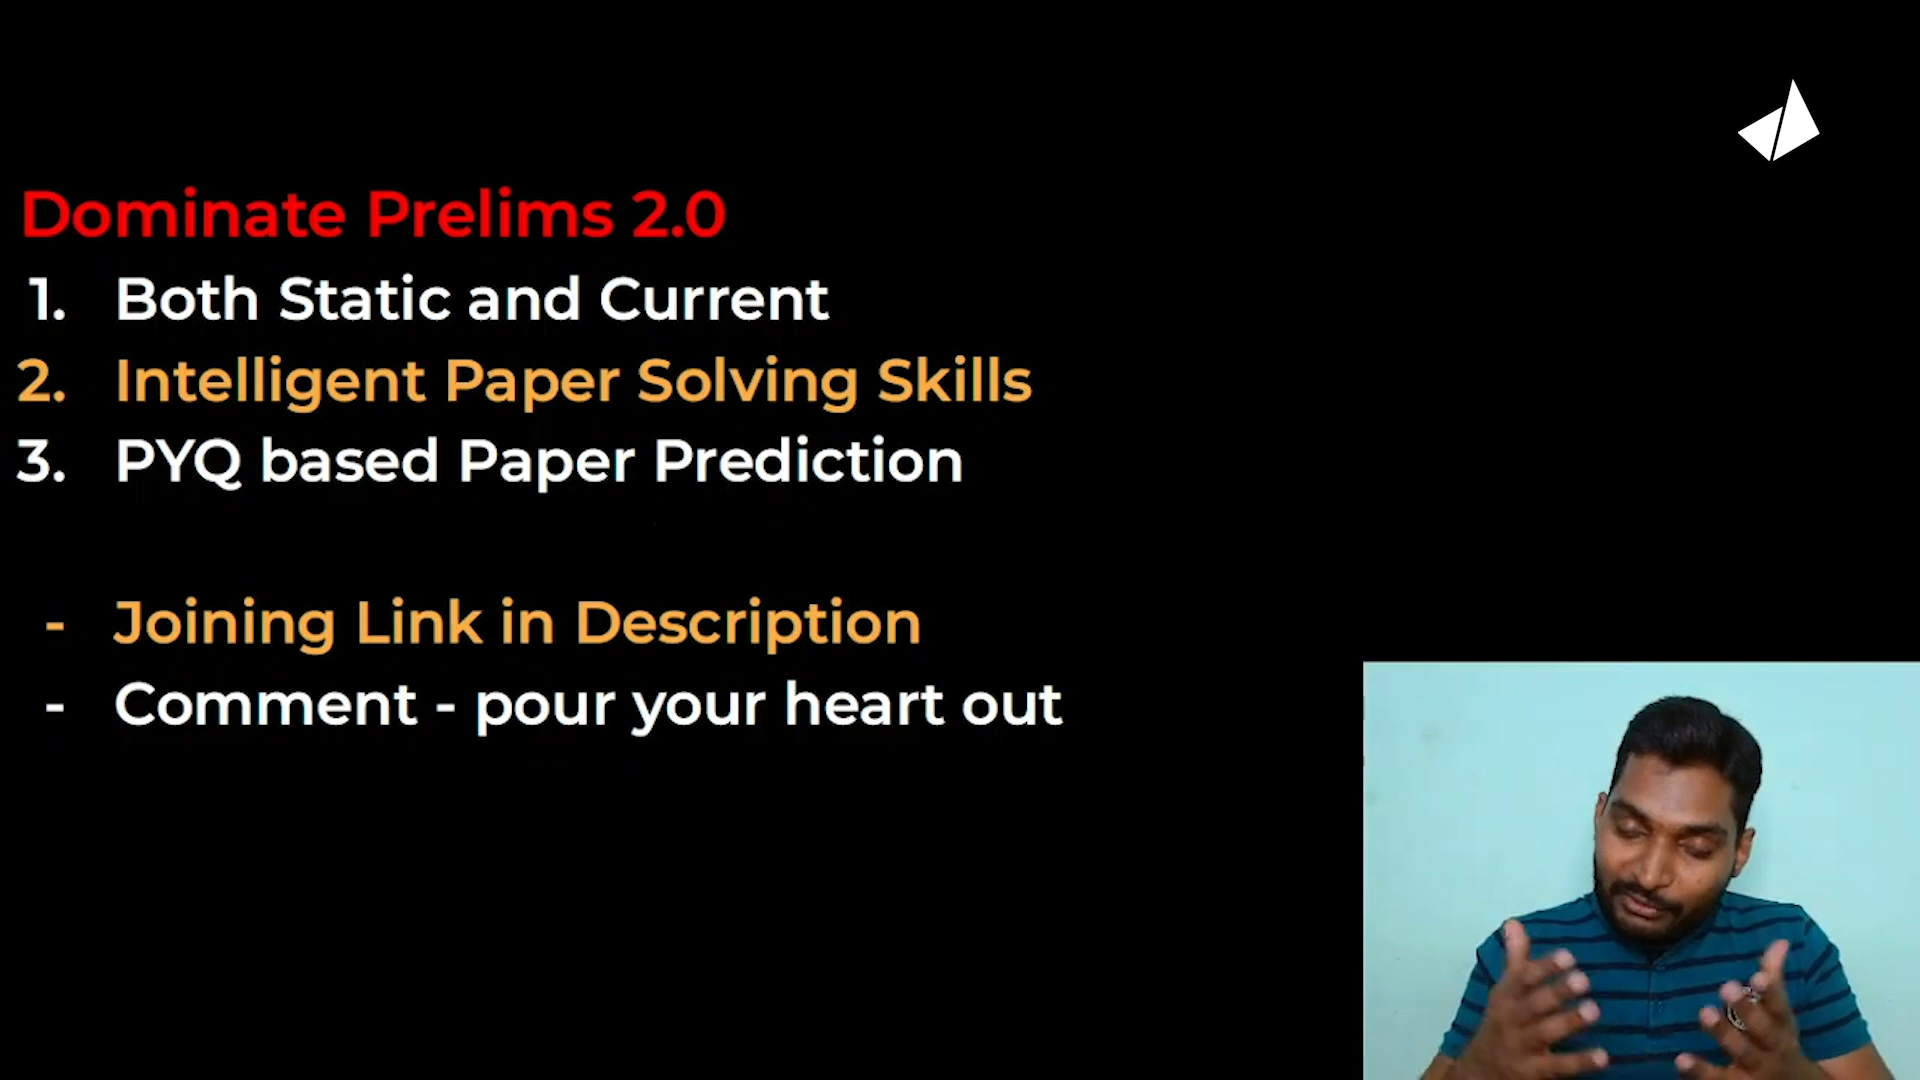 Dominate Prelims 2.0
1. Both Static and Current
2. Intelligent Paper Solving Skills
3. PYQ based Paper Prediction
- Joining Link in Description
- Comment - pour your heart out